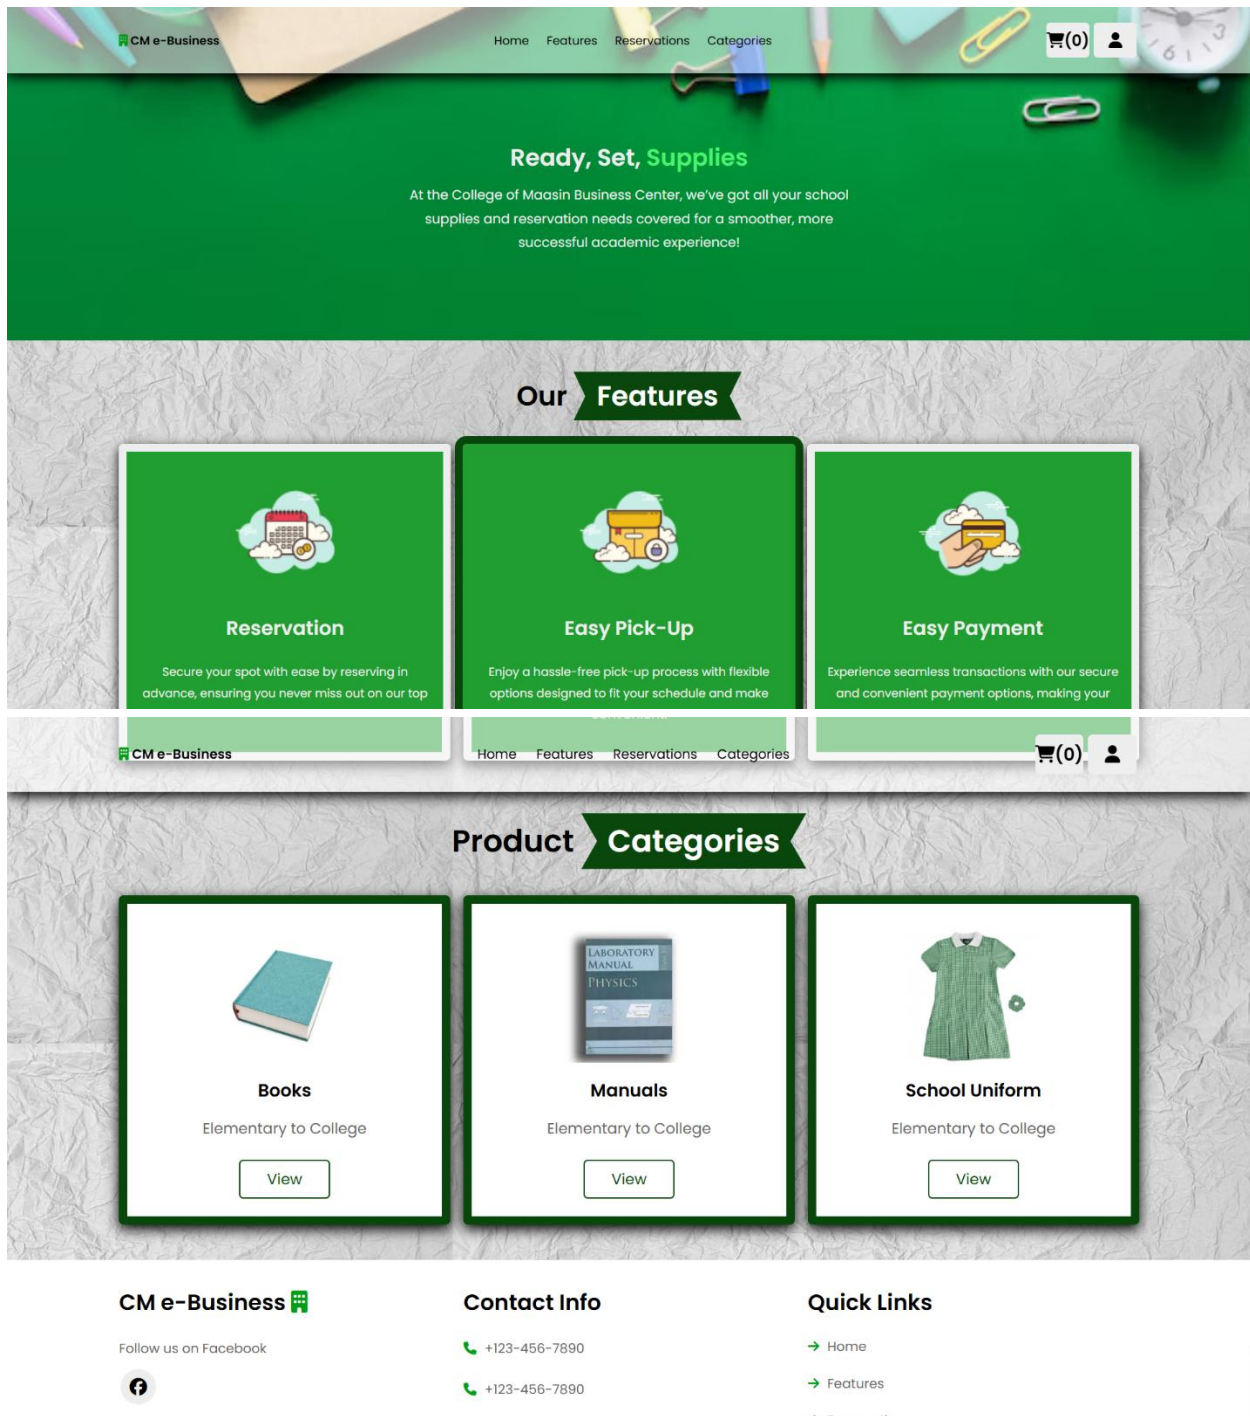 CM e-Business
Home Features Reservations Categories
(0)
Ready, Set, Supplies
At the College of Maasin Business Center, we've got all your school
supplies and reservation needs covered for a smoother, more
successful academic experience!
Our Features
Reservation
Secure your spot with ease by reserving in
advance, ensuring you never miss out on our top
Easy Pick-Up
Enjoy a hassle-free pick-up process with flexible
options designed to fit your schedule and make
Easy Payment
Experience seamless transactions with our secure
and convenient payment options, making your
CM e-Business
Home Features Reservations Categories
(0)
Product Categories
LABORATORY
MANUAL
PHYSICS
Books
Elementary to College
View
Manuals
Elementary to College
View
School Uniform
Elementary to College
View
CM e-Business
Follow us on Facebook
Contact Info
+123-456-7890
+123-456-7890
Quick Links
Home
Features